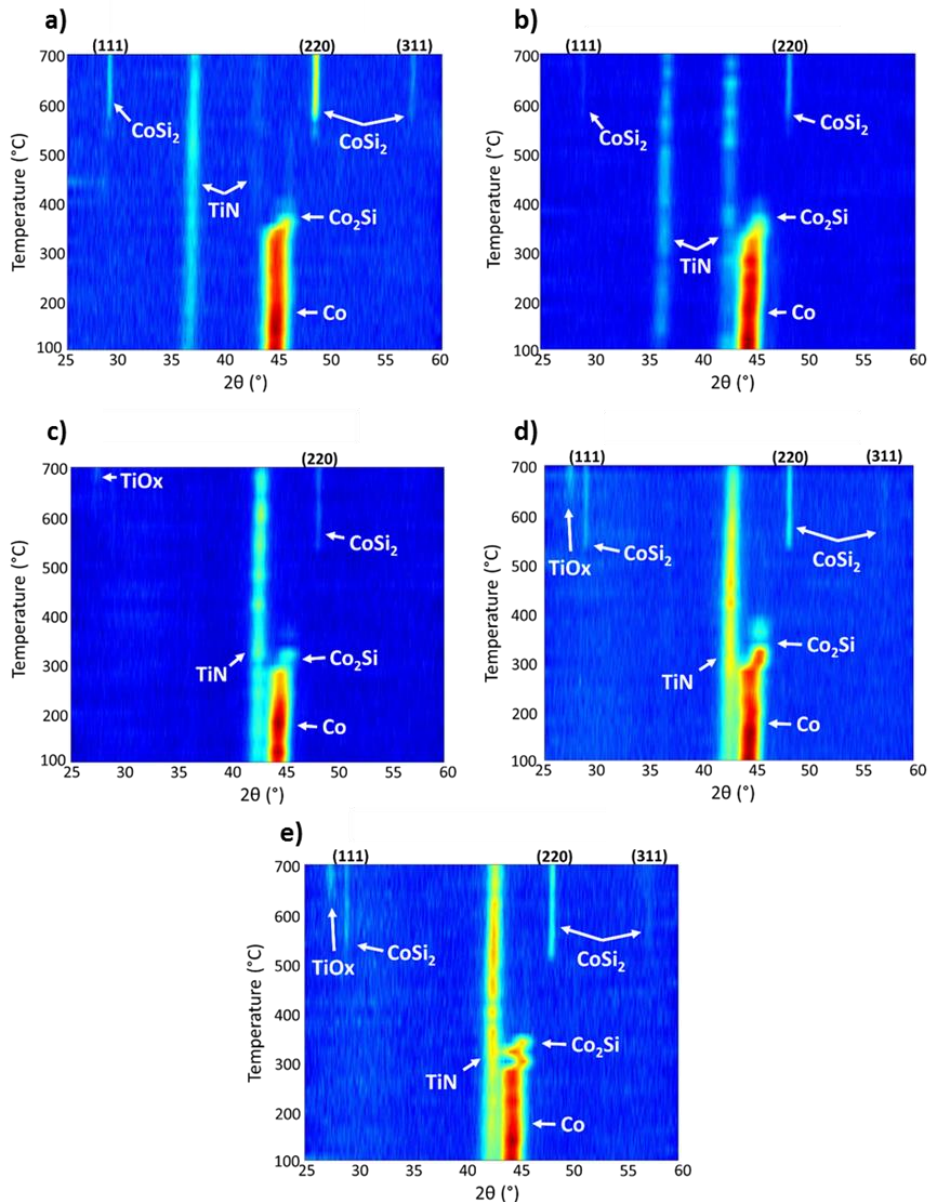 a)
(111) (220) (311)
700
600
500
400
300
200
100
Temperature (°C)
CoSi2
CoSi2
TiN
Co2Si
Co
25 30 35 40 45 50 55 60
2θ (°)
b)
(111) (220)
700
600
500
400
300
200
100
Temperature (°C)
CoSi2
CoSi2
Co2Si
TiN
Co
25 30 35 40 45 50 55 60
2θ (°)
c)
(220)
700
600
500
400
300
200
100
Temperature (°C)
TiOx
CoSi2
Co2Si
TiN
Co
25 30 35 40 45 50 55 60
2θ (°)
d)
(111) (220) (311)
700
600
500
400
300
200
100
Temperature (°C)
TiOx
CoSi2
CoSi2
Co2Si
TiN
Co
25 30 35 40 45 50 55 60
2θ (°)
e)
(111) (220) (311)
700
600
500
400
300
200
100
Temperature (°C)
TiOx
CoSi2
CoSi2
Co2Si
TiN
Co
25 30 35 40 45 50 55 60
2θ (°)